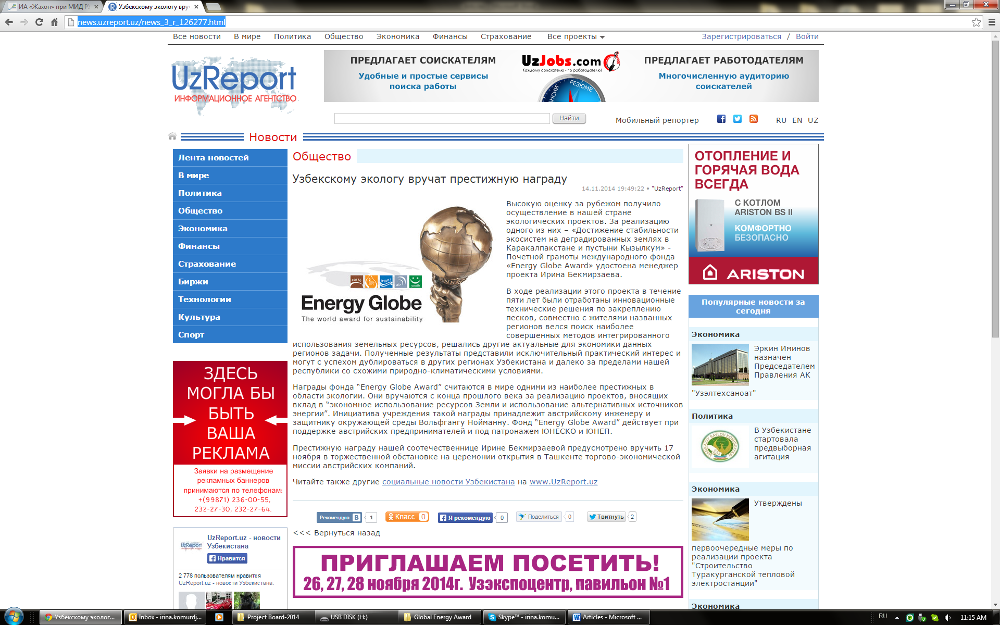 ИА «Жахон» при МИД РУ
Узбекскому экологу вруч
news.uzreport.uz/news_3_r_126277.html
Все новости В мире Политика Общество Экономика Финансы Страхование Все проекты
Зарегистрироваться / Войти
UzReport
ИНФОРМАЦИОННОЕ АГЕНТСТВО
ПРЕДЛАГАЕТ СОИСКАТЕЛЯМ
Удобные и простые сервисы
поиска работы
UzJobs.com
Каждому соискателю - по работодателю!
РЕЗЮМЕ
ПРЕДЛАГАЕТ РАБОТОДАТЕЛЯМ
Многочисленную аудиторию
соискателей
Найти
Мобильный репортер
RU EN UZ
Новости
Лента новостей
В мире
Политика
Общество
Экономика
Финансы
Страхование
Биржи
Технологии
Культура
Спорт
ЗДЕСЬ
МОГЛА БЫ
БЫТЬ
ВАША
РЕКЛАМА
Заявки на размещение
рекламных баннеров
принимаются по телефонам:
+(99871) 236-00-55,
232-27-30, 232-27-64.
UzReport.uz - новости
Узбекистана
UzReport
Нравится
2 778 пользователям нравится
UzReport.uz - новости Узбекистана.
Общество
Узбекскому экологу вручат престижную награду
14.11.2014 19:49:22 • "UzReport"
earth fire water air youth
Energy Globe
The world award for sustainability
ENERG
Высокую оценку за рубежом получило
осуществление в нашей стране
экологических проектов. За реализацию
одного из них – «Достижение стабильности
экосистем на деградированных землях в
Каракалпакстане и пустыни Кызылкум» -
Почетной грамоты международного фонда
«Energy Globe Award» удостоена менеджер
проекта Ирина Бекмирзаева.
В ходе реализации этого проекта в течение
пяти лет были отработаны инновационные
технические решения по закреплению
песков, совместно с жителями названных
регионов велся поиск наиболее
совершенных методов интегрированного
использования земельных ресурсов, решались другие актуальные для экономики данных
регионов задачи. Полученные результаты представили исключительный практический интерес и
могут с успехом дублироваться в других регионах Узбекистана и далеко за пределами нашей
республики со схожими природно-климатическими условиями.
Награды фонда “Energy Globe Award” считаются в мире одними из наиболее престижных в
области экологии. Они вручаются с конца прошлого века за реализацию проектов, вносящих
вклад в “экономное использование ресурсов Земли и использование альтернативных источников
энергии”. Инициатива учреждения такой награды принадлежит австрийскому инженеру и
защитнику окружающей среды Вольфгангу Нойманну. Фонд “Energy Globe Award” действует при
поддержке австрийских предпринимателей и под патронажем ЮНЕСКО и ЮНЕП.
Престижную награду нашей соотечественнице Ирине Бекмирзаевой предусмотрено вручить 17
ноября в торжественной обстановке на церемонии открытия в Ташкенте торгово-экономической
миссии австрийских компаний.
Читайте также другие социальные новости Узбекистана на www.UzReport.uz
Рекомендую B 1 Класс 0 Я рекомендую 0 Поделиться 0 Твитнуть 2
<<< Вернуться назад
ПРИГЛАШАЕМ ПОСЕТИТЬ!
26, 27, 28 ноября 2014г. Узэкспоцентр, павильон №1
ОТОПЛЕНИЕ И
ГОРЯЧАЯ ВОДА
ВСЕГДА
С КОТЛОМ
ARISTON BS II
КОМФОРТНО
БЕЗОПАСНО
ARISTON
Популярные новости за
сегодня
Экономика
Эркин Иминов
назначен
Председателем
Правления АК
"Узэлтехсаноат"
Политика
MARKAZIY SAYLOV KOMISSIYASI
В Узбекистане
стартовала
предвыборная
агитация
Экономика
Утверждены
первоочередные меры по
реализации проекта
"Строительство
Туракурганской тепловой
электростанции"
Экономика
Узбекскому эколог...
Inbox - irina.komurdj...
Project Board-2014
USB DISK (H:)
Global Energy Award
Skype™ - irina.komu...
Articles - Microsoft ...
RU
11:15 AM